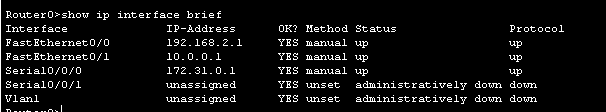 Router0>show ip interface brief
Interface IP-Address OK? Method Status Protocol
FastEthernet0/0 192.168.2.1 YES manual up up
FastEthernet0/1 10.0.0.1 YES manual up up
Serial0/0/0 172.31.0.1 YES manual up up
Serial0/0/1 unassigned YES unset administratively down down
Vlan1 unassigned YES unset administratively down down
Router0>